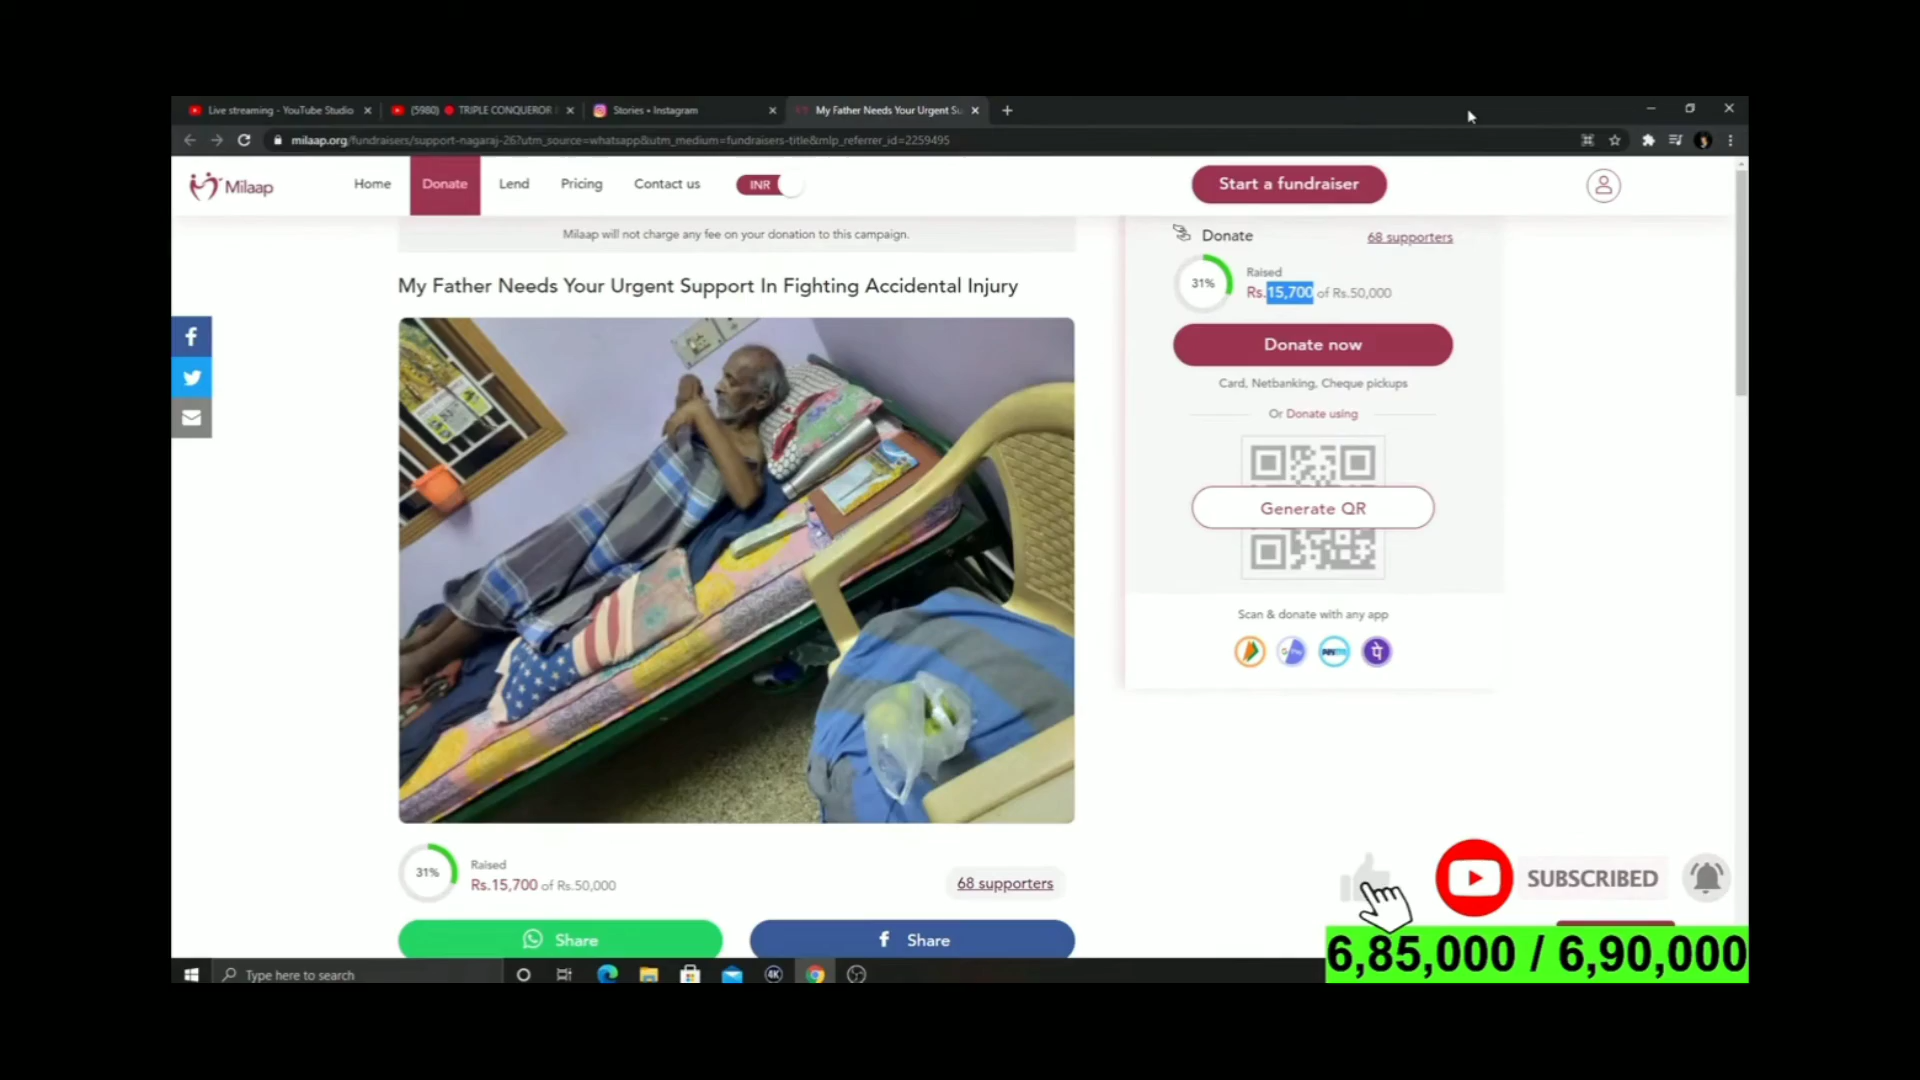 Live streaming - YouTube Studio
(5980) TRIPLE CONQUEROR
Stories • Instagram
My Father Needs Your Urgent Su
milaap.org/fundraisers/support-nagaraj-26?utm_source=whatsapp&utm_medium=fundraisers-title&mlp_referrer_id=2259495
Milaap
Home
Donate
Lend
Pricing
Contact us
INR
Start a fundraiser
Milaap will not charge any fee on your donation to this campaign.
My Father Needs Your Urgent Support In Fighting Accidental Injury
Donate
68 supporters
31%
Raised
Rs.15,700 of Rs.50,000
Donate now
Card, Netbanking, Cheque pickups
Or Donate using
Generate QR
Scan & donate with any app
Paytm
पे
31%
Raised
Rs.15,700 of Rs.50,000
68 supporters
Share
Share
SUBSCRIBED
6,85,000 / 6,90,000
Type here to search
4K